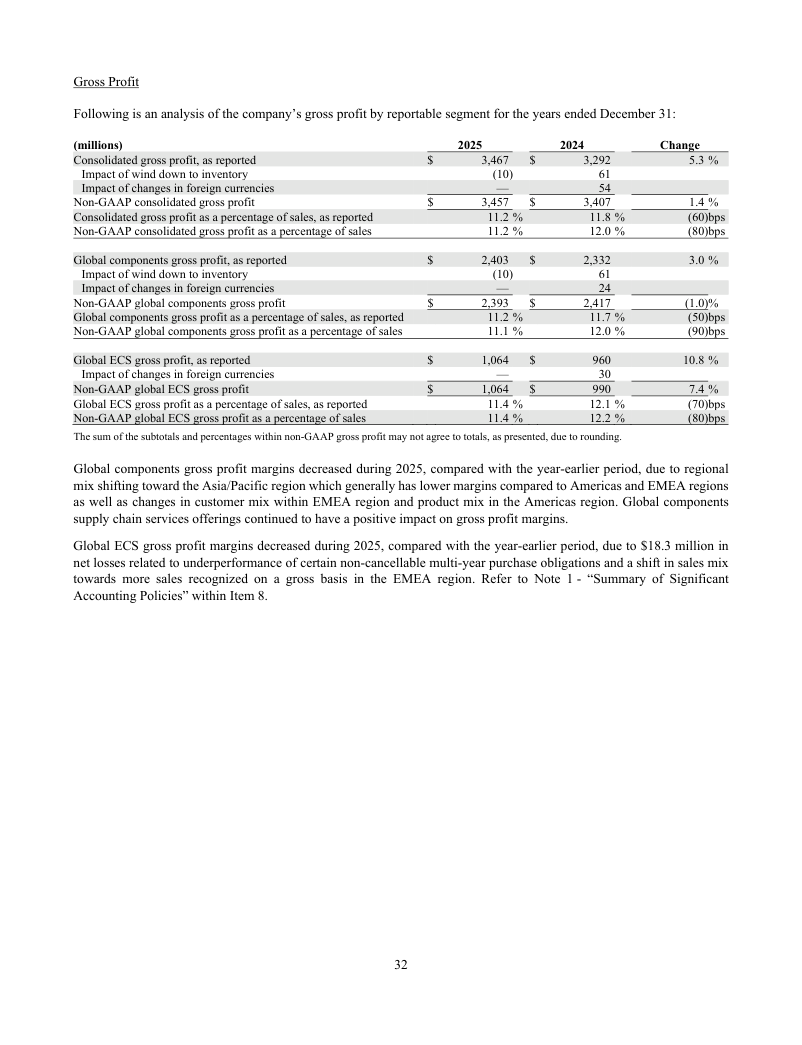 Gross Profit
Following is an analysis of the company's gross profit by reportable segment for the years ended December 31:
(millions) 2025 2024 Change
Consolidated gross profit, as reported $ 3,467 $ 3,292 5.3 %
Impact of wind down to inventory (10) 61
Impact of changes in foreign currencies — 54
Non-GAAP consolidated gross profit $ 3,457 $ 3,407 1.4 %
Consolidated gross profit as a percentage of sales, as reported 11.2 % 11.8 % (60)bps
Non-GAAP consolidated gross profit as a percentage of sales 11.2 % 12.0 % (80)bps
Global components gross profit, as reported $ 2,403 $ 2,332 3.0 %
Impact of wind down to inventory (10) 61
Impact of changes in foreign currencies — 24
Non-GAAP global components gross profit $ 2,393 $ 2,417 (1.0)%
Global components gross profit as a percentage of sales, as reported 11.2 % 11.7 % (50)bps
Non-GAAP global components gross profit as a percentage of sales 11.1 % 12.0 % (90)bps
Global ECS gross profit, as reported $ 1,064 $ 960 10.8 %
Impact of changes in foreign currencies — 30
Non-GAAP global ECS gross profit $ 1,064 $ 990 7.4 %
Global ECS gross profit as a percentage of sales, as reported 11.4 % 12.1 % (70)bps
Non-GAAP global ECS gross profit as a percentage of sales 11.4 % 12.2 % (80)bps
The sum of the subtotals and percentages within non-GAAP gross profit may not agree to totals, as presented, due to rounding.
Global components gross profit margins decreased during 2025, compared with the year-earlier period, due to regional
mix shifting toward the Asia/Pacific region which generally has lower margins compared to Americas and EMEA regions
as well as changes in customer mix within EMEA region and product mix in the Americas region. Global components
supply chain services offerings continued to have a positive impact on gross profit margins.
Global ECS gross profit margins decreased during 2025, compared with the year-earlier period, due to $18.3 million in
net losses related to underperformance of certain non-cancellable multi-year purchase obligations and a shift in sales mix
towards more sales recognized on a gross basis in the EMEA region. Refer to Note 1 - “Summary of Significant
Accounting Policies” within Item 8.
32